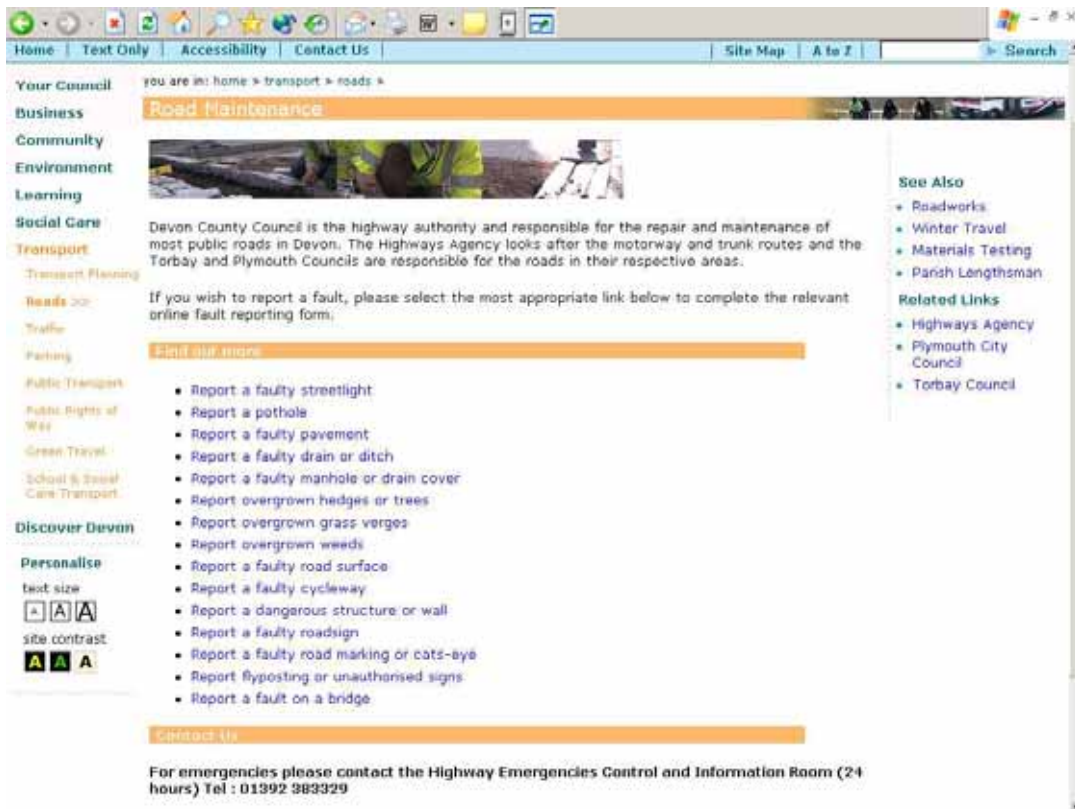 Home | Text Only | Accessibility | Contact Us |
| Site Map | A to Z |
Search
Your Council
Business
Community
Environment
Learning
Social Care
Transport
Transport Planning
Roads >>
Traffic
Parking
Public Transport
Public Rights of
Way
Green Travel
School & Social
Care Transport
Discover Devon
Personalise
text size
A A A
site contrast
A A A
you are in: home > transport > roads >
Road Maintenance
Devon County Council is the highway authority and responsible for the repair and maintenance of
most public roads in Devon. The Highways Agency looks after the motorway and trunk routes and the
Torbay and Plymouth Councils are responsible for the roads in their respective areas.
If you wish to report a fault, please select the most appropriate link below to complete the relevant
online fault reporting form.
Find out more
• Report a faulty streetlight
• Report a pothole
• Report a faulty pavement
• Report a faulty drain or ditch
• Report a faulty manhole or drain cover
• Report overgrown hedges or trees
• Report overgrown grass verges
• Report overgrown weeds
• Report a faulty road surface
• Report a faulty cycleway
• Report a dangerous structure or wall
• Report a faulty roadsign
• Report a faulty road marking or cats-eye
• Report flyposting or unauthorised signs
• Report a fault on a bridge
Contact Us
For emergencies please contact the Highway Emergencies Control and Information Room (24
hours) Tel : 01392 383329
See Also
• Roadworks
• Winter Travel
• Materials Testing
• Parish Lengthsman
Related Links
• Highways Agency
• Plymouth City
Council
• Torbay Council